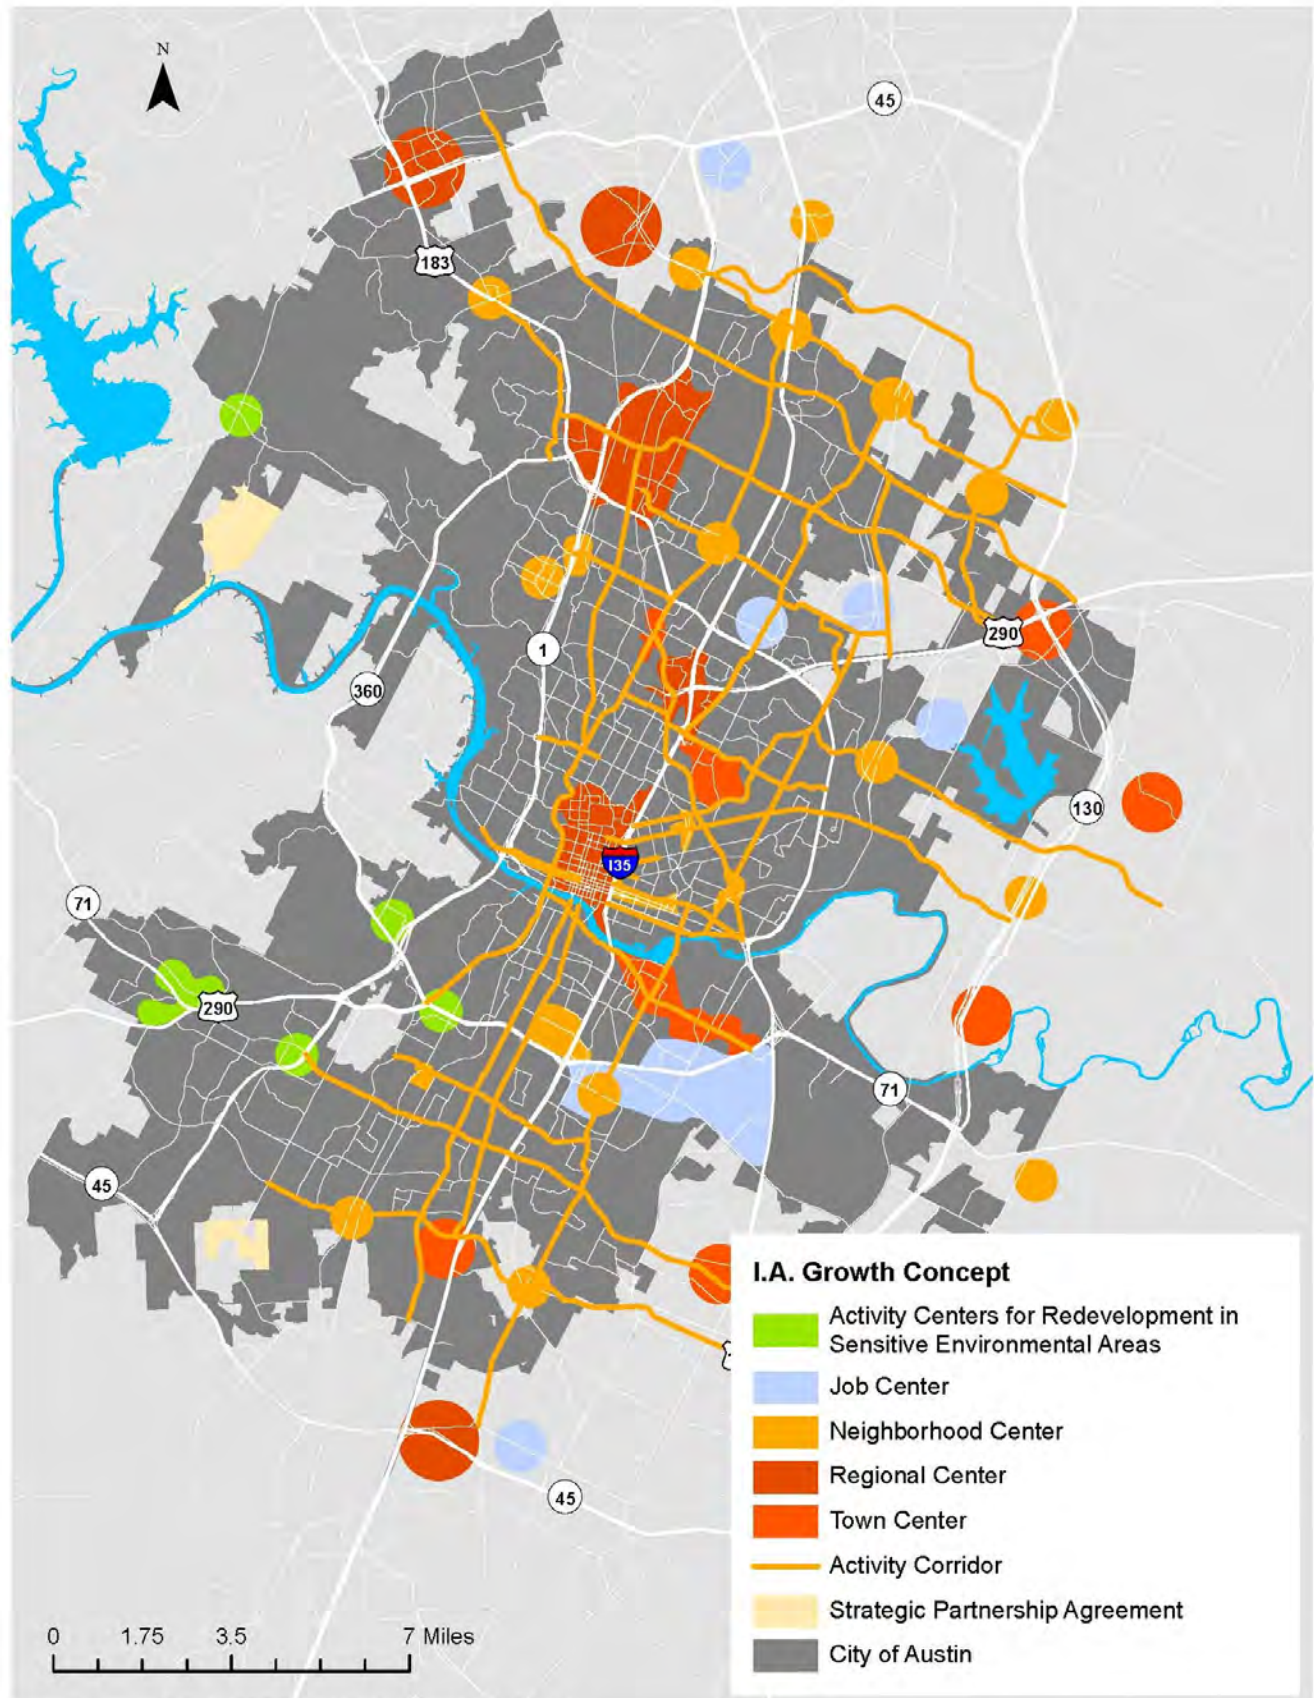 N
45
183
1
290
360
130
I35
71
290
71
45
45
I.A. Growth Concept
Activity Centers for Redevelopment in
Sensitive Environmental Areas
Job Center
Neighborhood Center
Regional Center
Town Center
Activity Corridor
Strategic Partnership Agreement
City of Austin
0 1.75 3.5 7 Miles